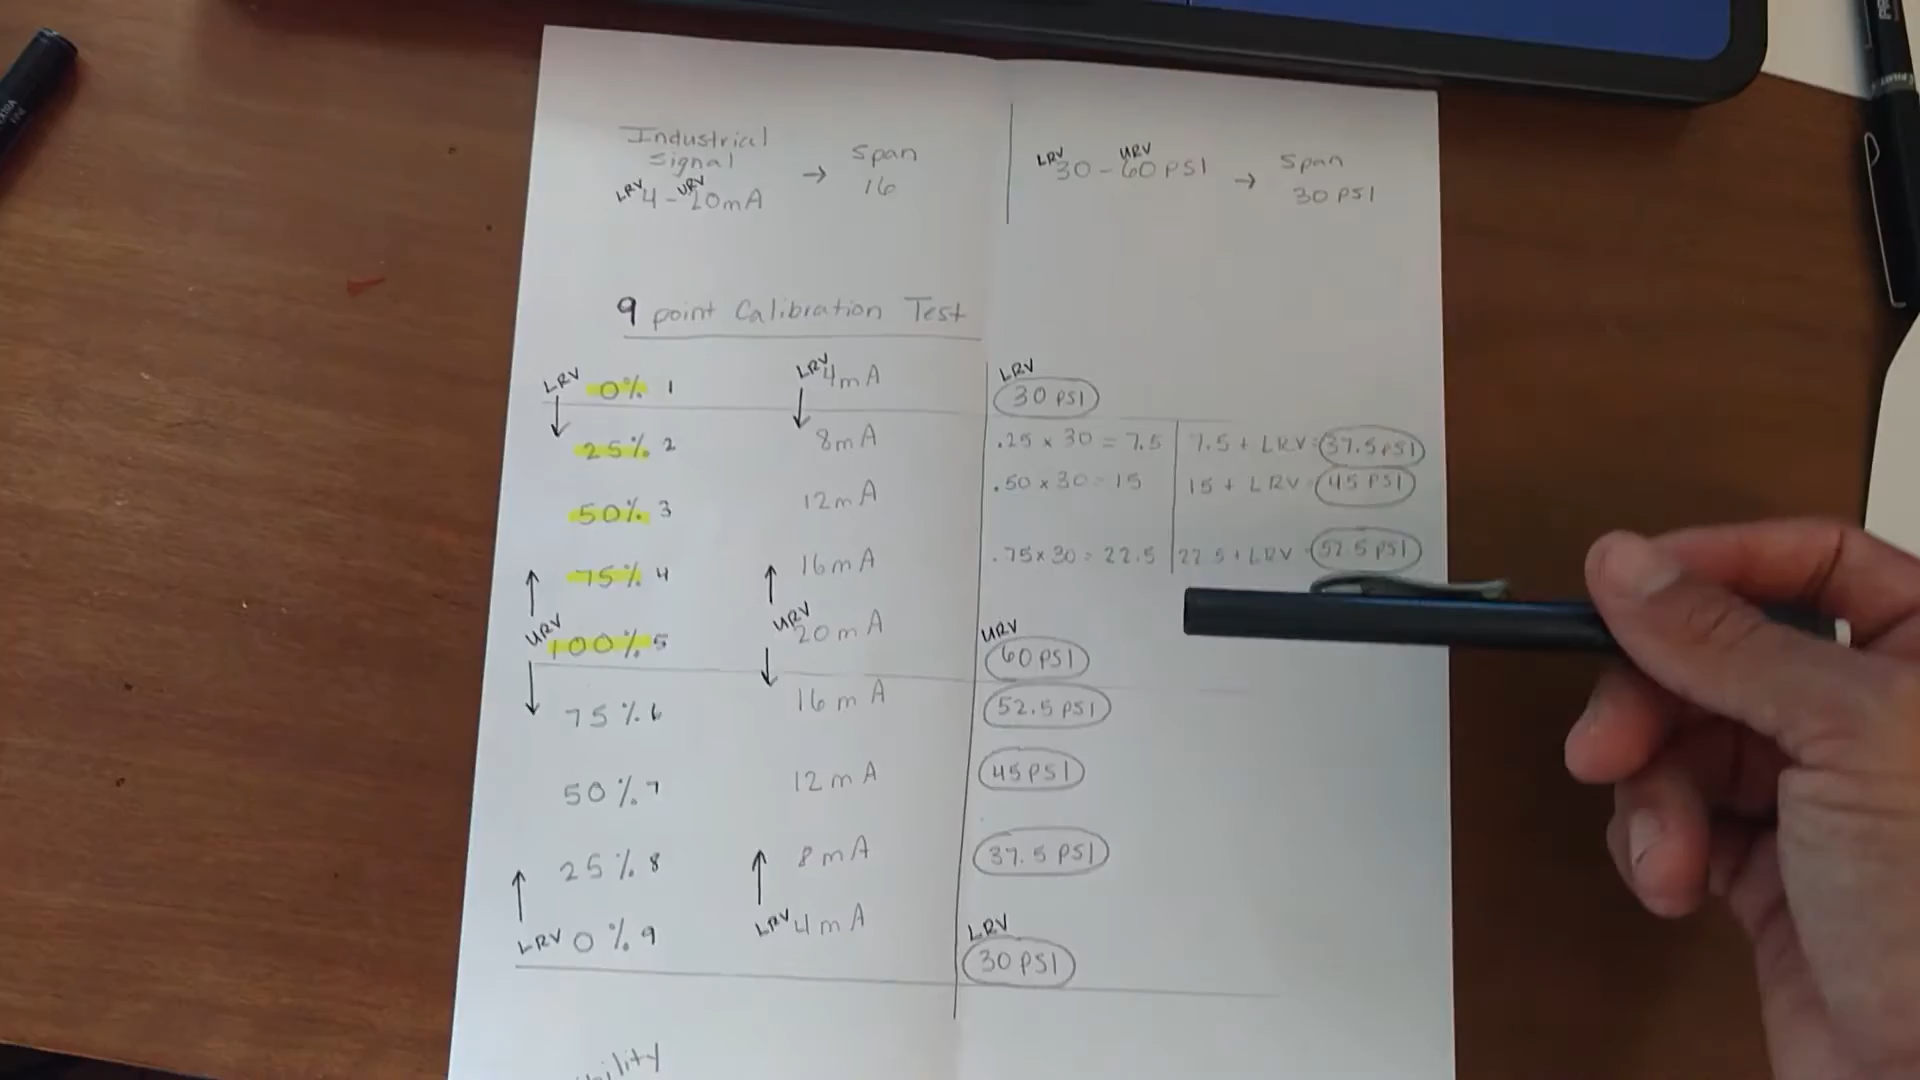 Industrial
Signal
LRV 4 - URV 20mA → Span 16
LRV 30 - URV 60 PSI → Span 30 PSI
9 point Calibration Test
LRV 0% 1 LRV 4mA LRV 30 PSI
25% 2 8mA .25 x 30 = 7.5 7.5 + LRV = 37.5 PSI
50% 3 12mA .50 x 30 = 15 15 + LRV = 45 PSI
75% 4 16mA .75 x 30 = 22.5 22.5 + LRV = 52.5 PSI
URV 100% 5 URV 20mA URV 60 PSI
75% 6 16mA 52.5 PSI
50% 7 12mA 45 PSI
25% 8 8mA 37.5 PSI
LRV 0% 9 LRV 4mA LRV 30 PSI